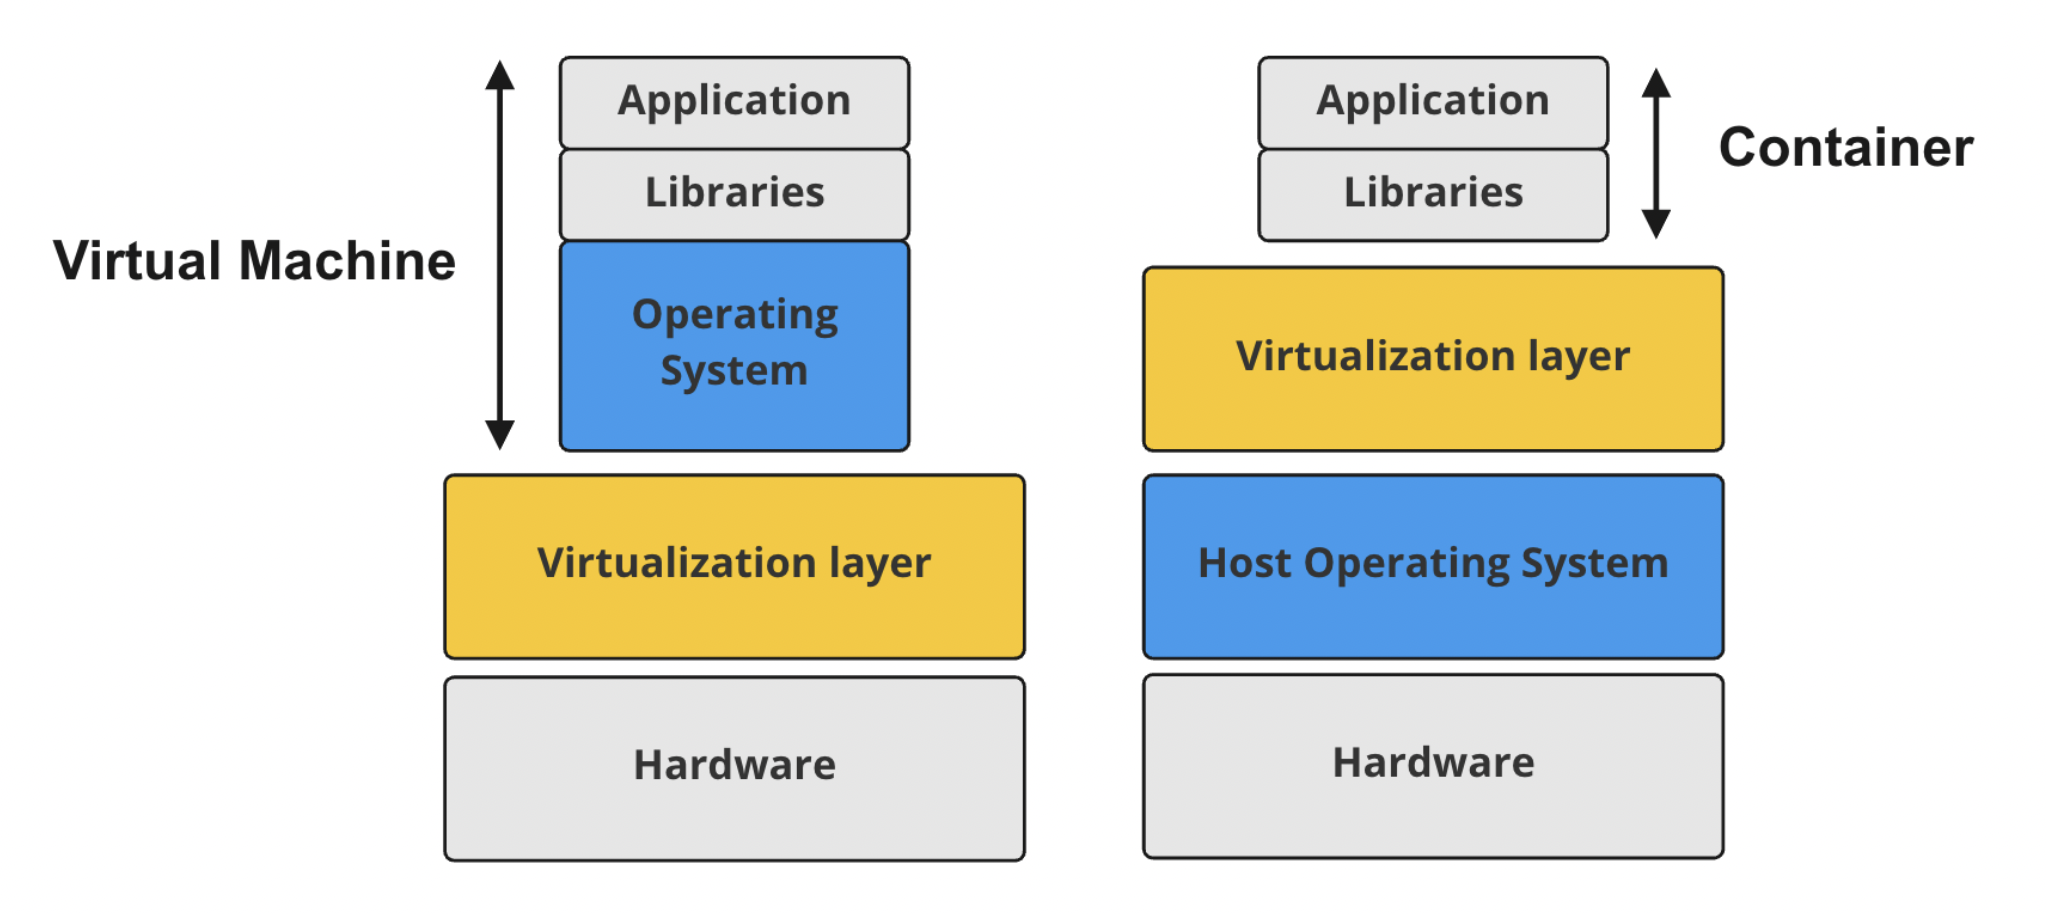 Virtual Machine
Application
Libraries
Operating
System
Virtualization layer
Hardware
Application
Libraries
Container
Virtualization layer
Host Operating System
Hardware